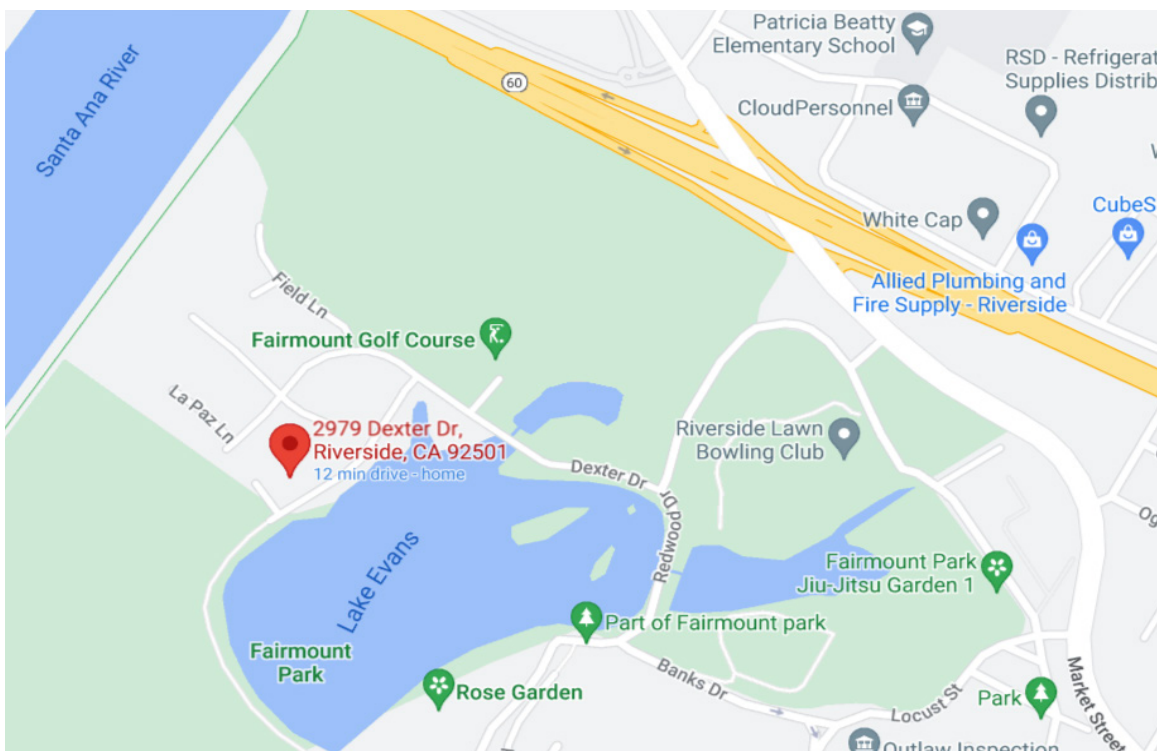 Santa Ana River
60
Patricia Beatty
Elementary School
RSD - Refrigerat
Supplies Distrib
CloudPersonnel
White Cap
CubeS
Allied Plumbing and
Fire Supply - Riverside
Field Ln
Fairmount Golf Course
La Paz Ln
2979 Dexter Dr,
Riverside, CA 92501
12 min drive - home
Riverside Lawn
Bowling Club
Dexter Dr
Redwood Dr
Og
Lake Evans
Fairmount Park
Jiu-Jitsu Garden 1
Part of Fairmount park
Fairmount
Park
Rose Garden
Banks Dr
Locust St
Park
Market Street
Outlaw Inspection